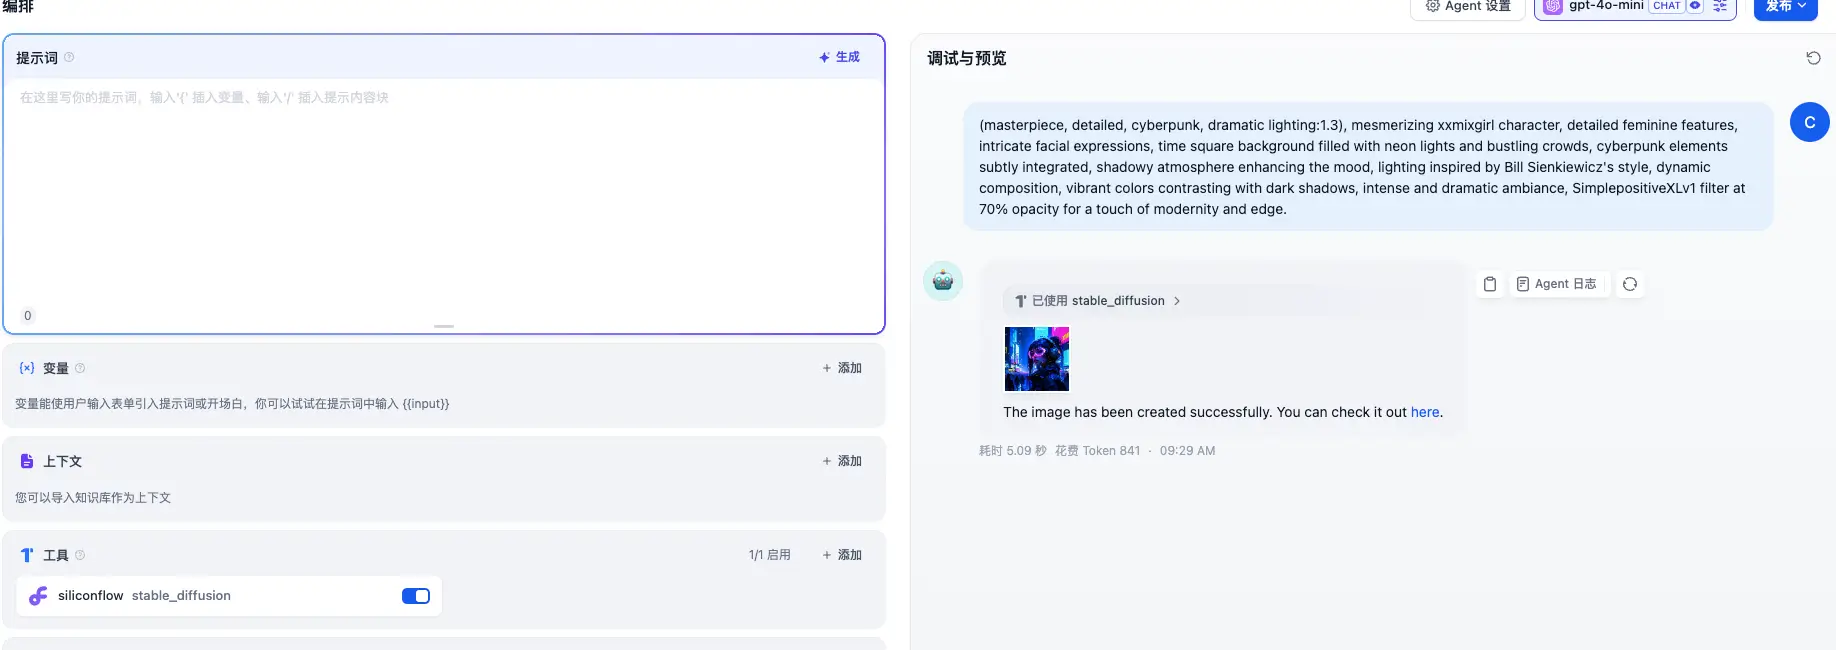 编排
Agent 设置
gpt-4o-mini CHAT
发布
提示词
生成
在这里写你的提示词，输入'{' 插入变量、输入'/' 插入提示内容块
0
变量
+ 添加
变量能使用户输入表单引入提示词或开场白，你可以试试在提示词中输入 {{input}}
上下文
+ 添加
您可以导入知识库作为上下文
工具
1/1 启用
+ 添加
siliconflow stable_diffusion
调试与预览
(masterpiece, detailed, cyberpunk, dramatic lighting:1.3), mesmerizing xxmixgirl character, detailed feminine features,
intricate facial expressions, time square background filled with neon lights and bustling crowds, cyberpunk elements
subtly integrated, shadowy atmosphere enhancing the mood, lighting inspired by Bill Sienkiewicz's style, dynamic
composition, vibrant colors contrasting with dark shadows, intense and dramatic ambiance, SimplepositiveXLv1 filter at
70% opacity for a touch of modernity and edge.
C
已使用 stable_diffusion
Agent 日志
The image has been created successfully. You can check it out here.
耗时 5.09 秒 花费 Token 841 · 09:29 AM